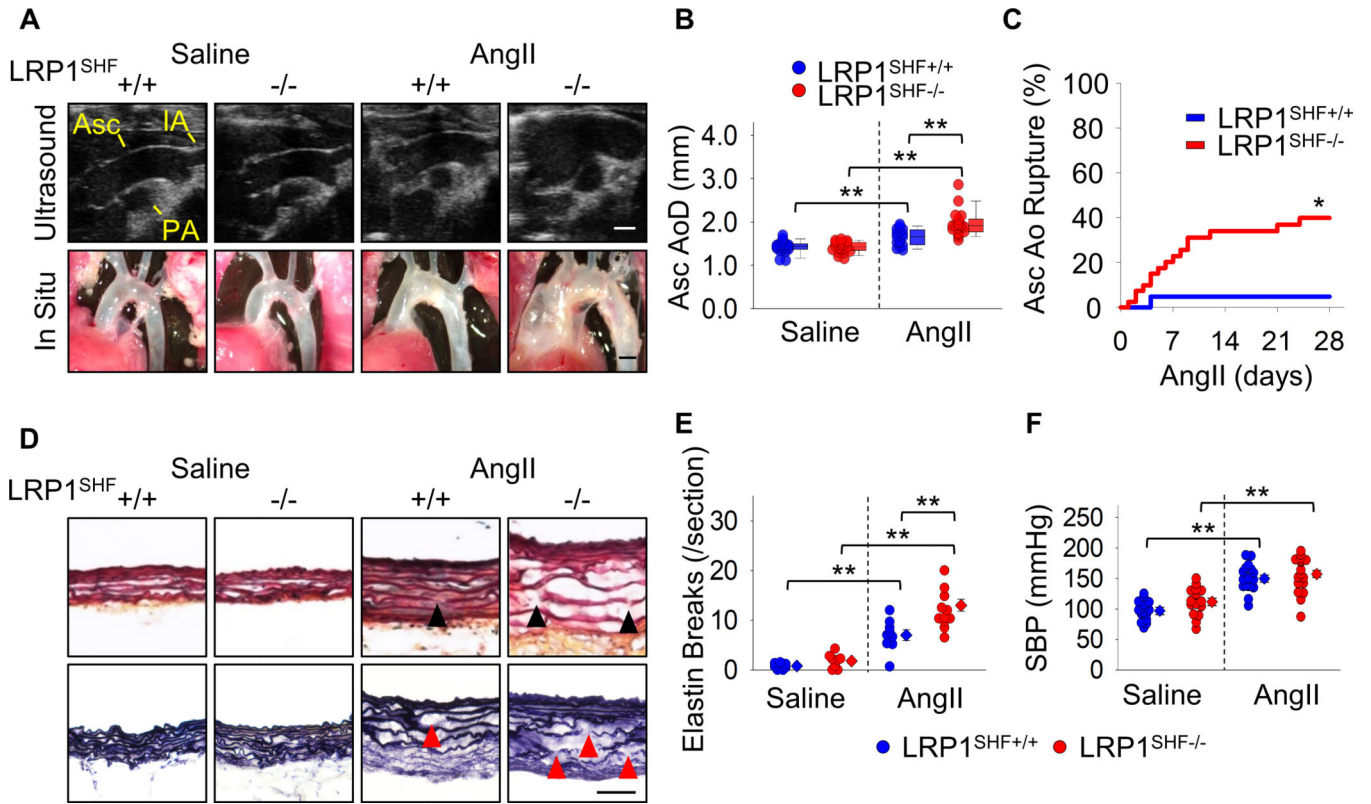 A
LRP1SHF
Saline
AngII
+/+
-/-
+/+
-/-
Ultrasound
Asc
IA
PA
In Situ
B
LRP1SHF+/+
LRP1SHF-/-
Asc AoD (mm)
4.0
3.0
2.0
1.0
0.0
**
**
**
Saline
AngII
C
Asc Ao Rupture (%)
100
80
60
40
20
0
LRP1SHF+/+
LRP1SHF-/-
*
0 7 14 21 28
AngII (days)
D
LRP1SHF
Saline
AngII
+/+
-/-
+/+
-/-
E
Elastin Breaks (/section)
30
20
10
0
**
**
**
Saline
AngII
F
SBP (mmHg)
250
200
150
100
50
0
**
**
Saline
AngII
LRP1SHF+/+
LRP1SHF-/-